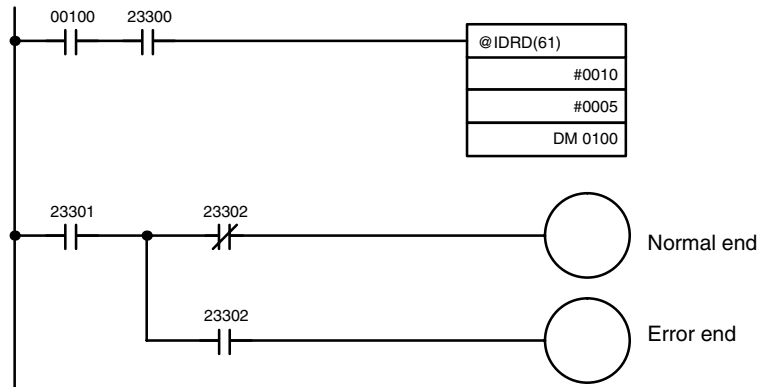 00100 23300
@IDRD(61)
#0010
#0005
DM 0100
23301 23302
Normal end
23302
Error end